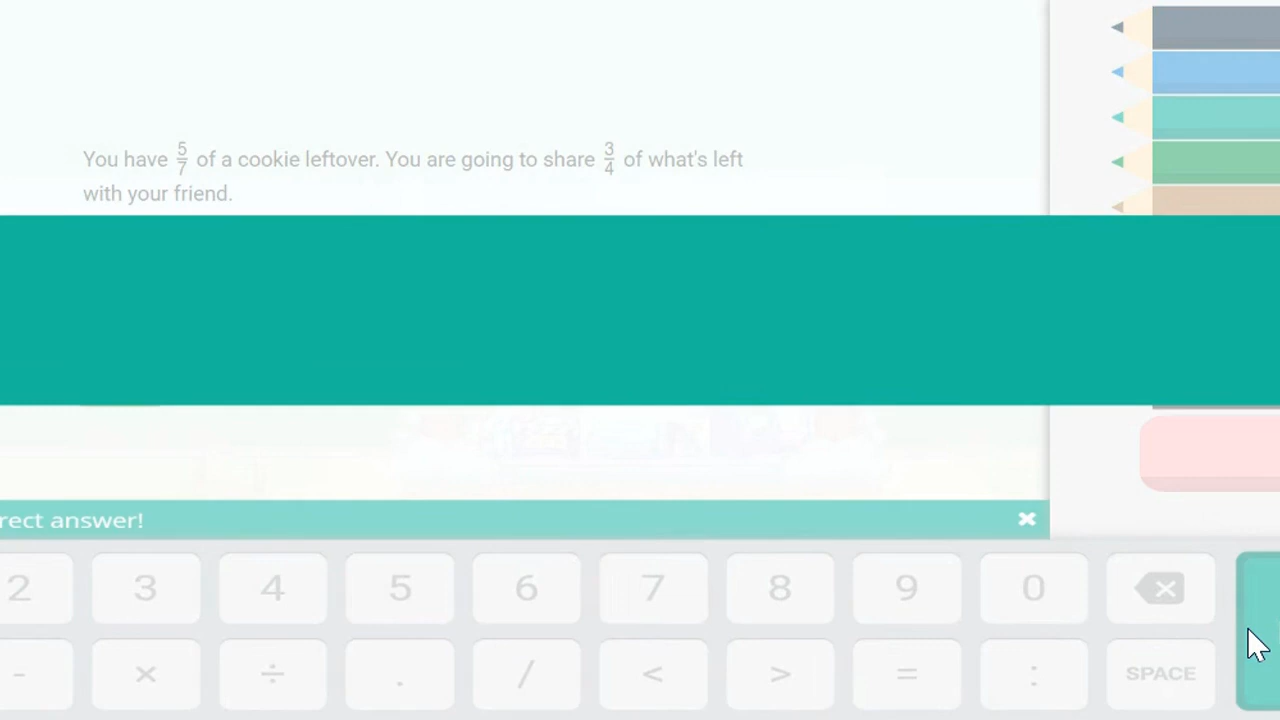 You have 5/7 of a cookie leftover. You are going to share 3/4 of what's left
with your friend.
rect answer!
2 3 4 5 6 7 8 9 0
- × ÷ . / < > = : SPACE